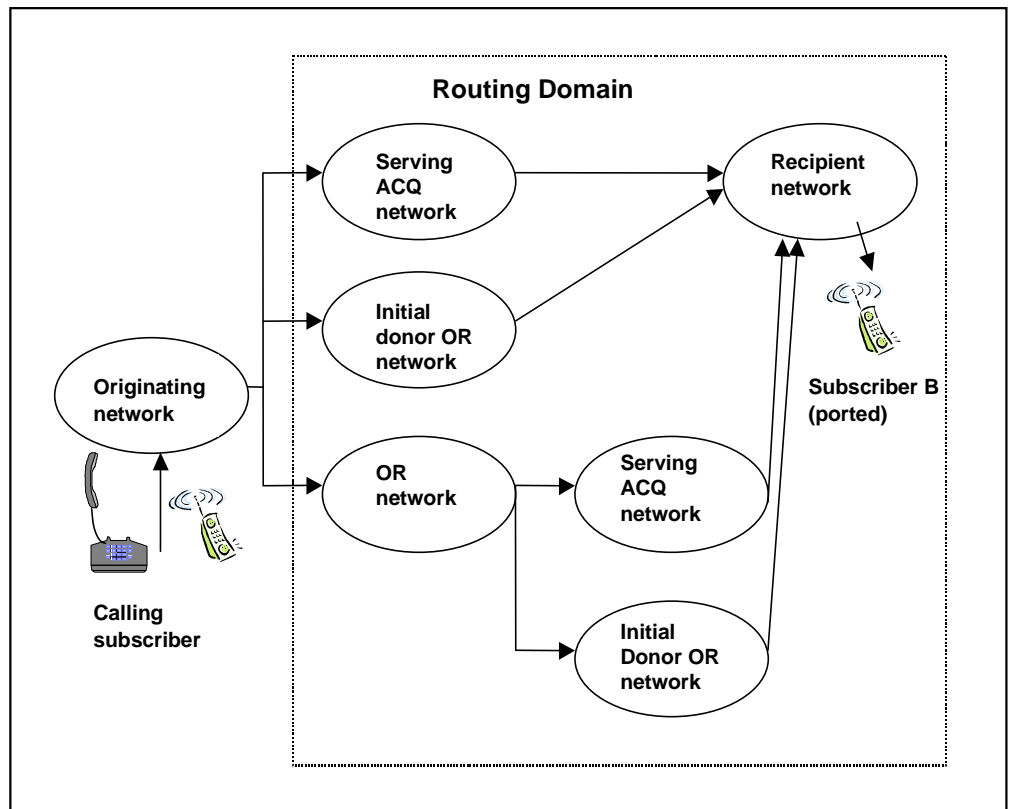 Routing Domain
Serving
ACQ
network
Recipient
network
Initial
donor OR
network
Originating
network
Subscriber B
(ported)
OR
network
Serving
ACQ
network
Calling
subscriber
Initial
Donor OR
network